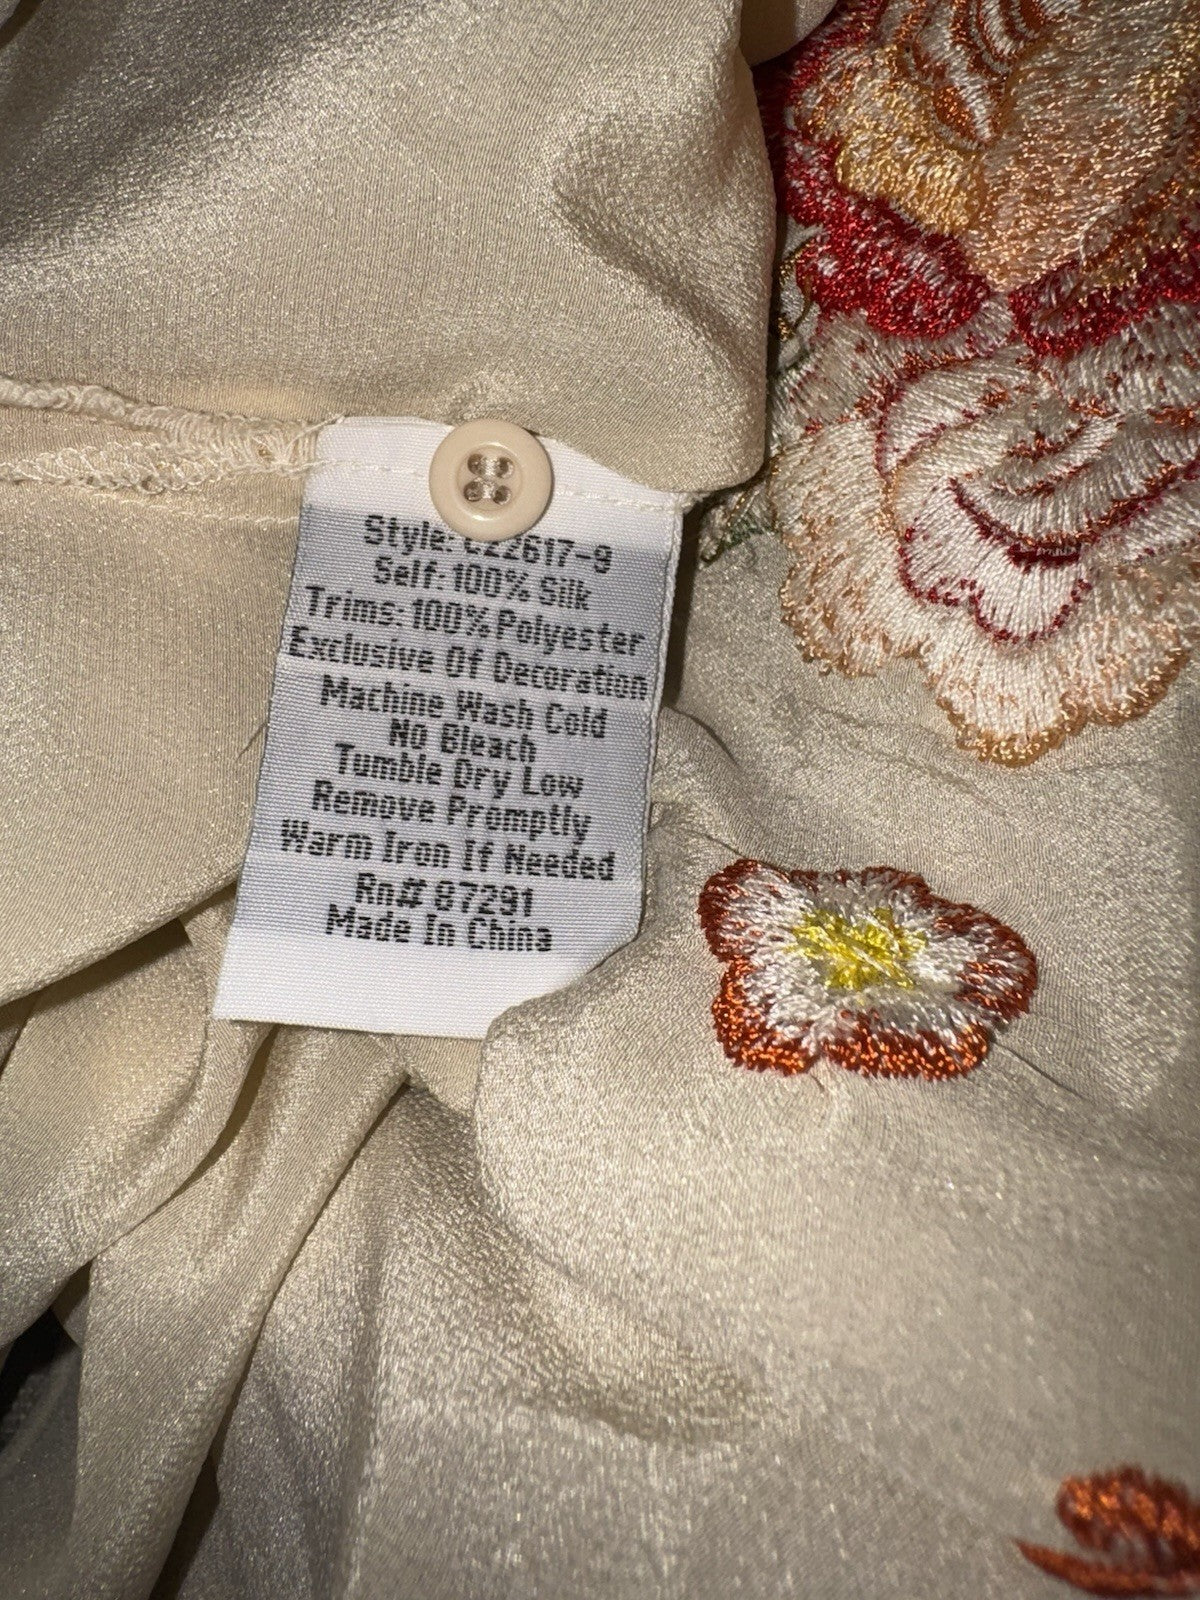 Style: C22617-9
Self: 100% Silk
Trims: 100% Polyester
Exclusive Of Decoration
Machine Wash Cold
No Bleach
Tumble Dry Low
Remove Promptly
Warm Iron If Needed
Rn# 87291
Made In China